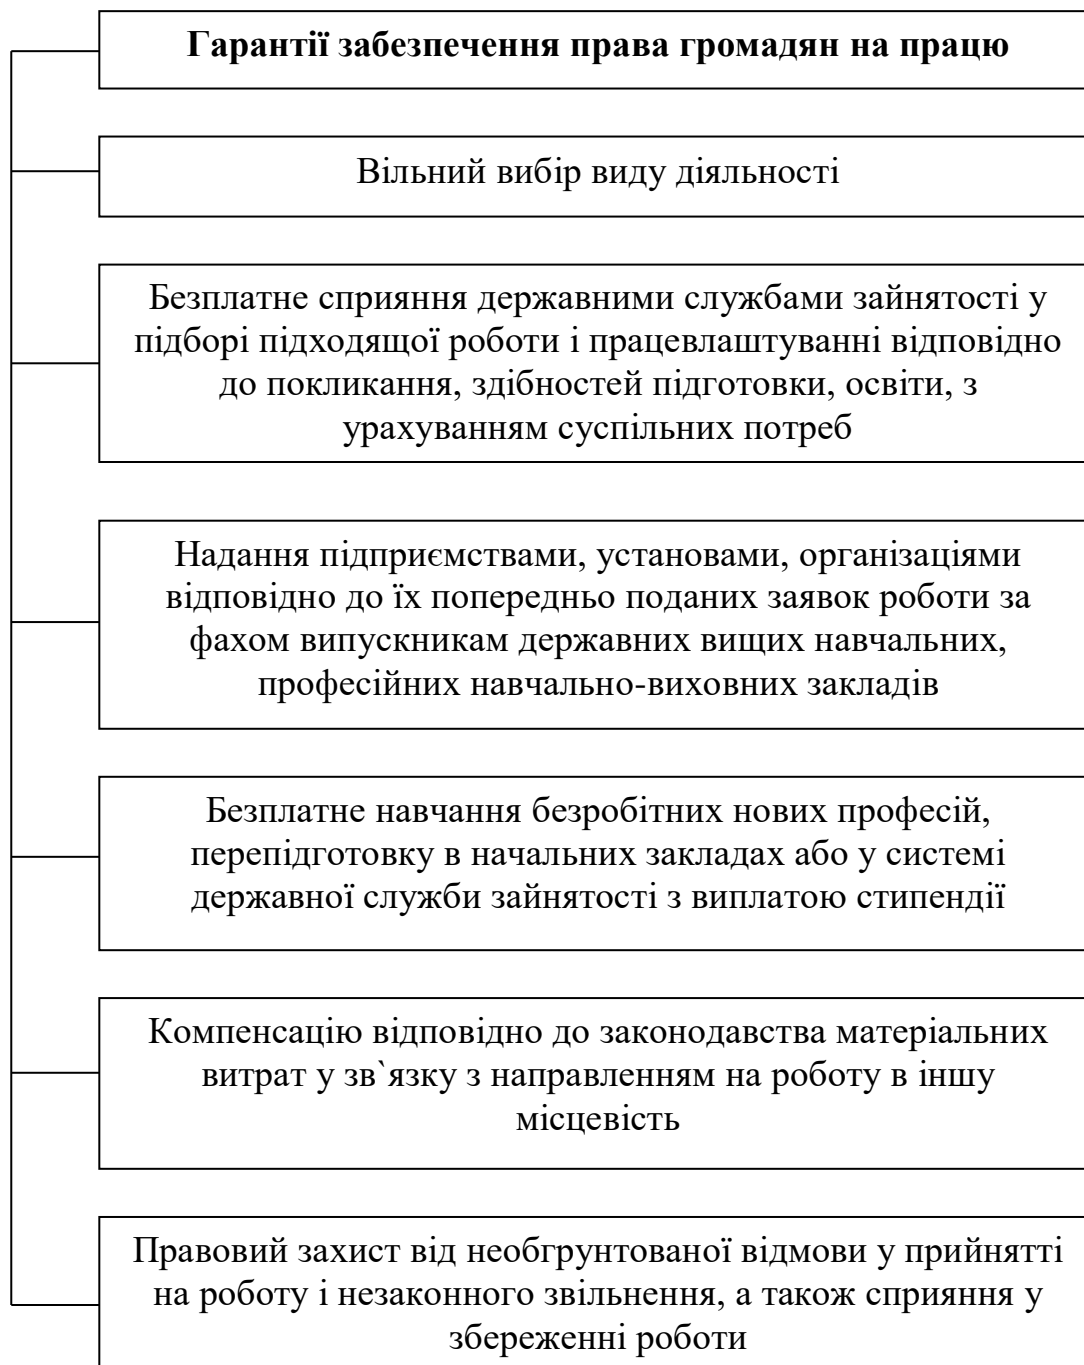 Гарантії забезпечення права громадян на працю
Вільний вибір виду діяльності
Безплатне сприяння державними службами зайнятості у
підборі підходящої роботи і працевлаштуванні відповідно
до покликання, здібностей підготовки, освіти, з
урахуванням суспільних потреб
Надання підприємствами, установами, організаціями
відповідно до їх попередньо поданих заявок роботи за
фахом випускникам державних вищих навчальних,
професійних навчально-виховних закладів
Безплатне навчання безробітних нових професій,
перепідготовку в начальних закладах або у системі
державної служби зайнятості з виплатою стипендії
Компенсацію відповідно до законодавства матеріальних
витрат у зв`язку з направленням на роботу в іншу
місцевість
Правовий захист від необгрунтованої відмови у прийнятті
на роботу і незаконного звільнення, а також сприяння у
збереженні роботи